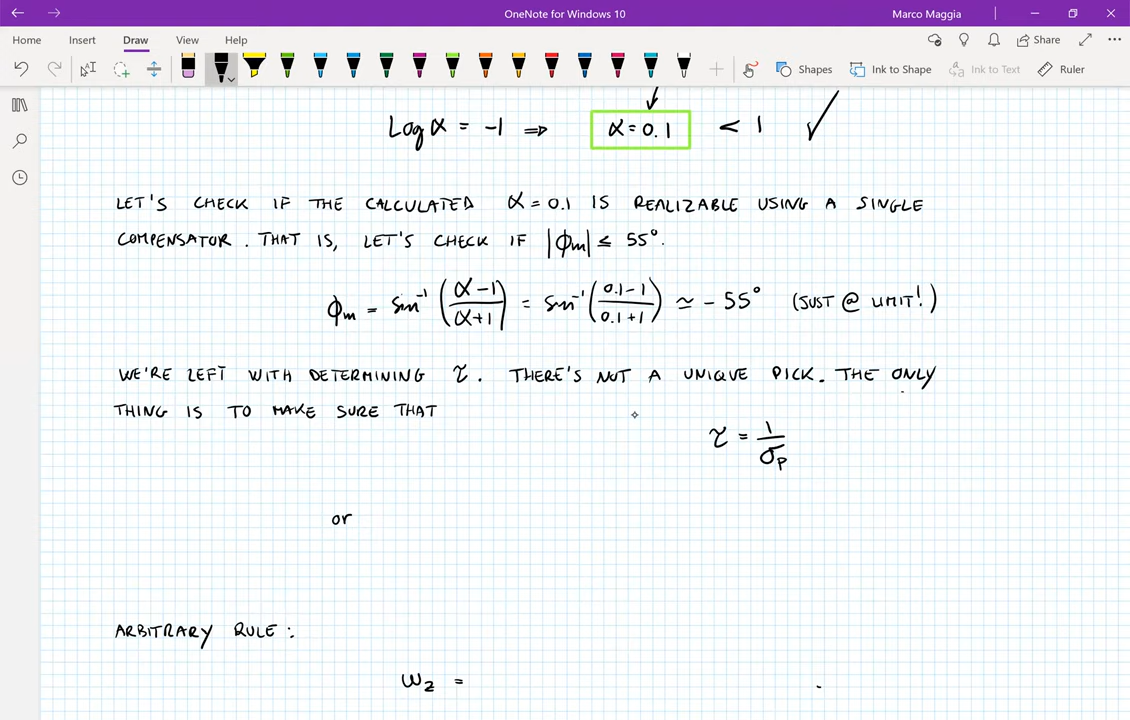 OneNote for Windows 10
Marco Maggia
Home Insert Draw View Help
Share
Shapes Ink to Shape Ink to Text Ruler
Log α = -1 ⇒ α = 0.1 < 1 ✓
LET'S CHECK IF THE CALCULATED α = 0.1 IS REALIZABLE USING A SINGLE
COMPENSATOR. THAT IS, LET'S CHECK IF |ϕm| ≤ 55°.
ϕm = sin⁻¹ (α-1 / α+1) = sin⁻¹ (0.1-1 / 0.1+1) ≃ -55° (JUST @ LIMIT!)
WE'RE LEFT WITH DETERMINING τ. THERE'S NOT A UNIQUE PICK. THE ONLY
THING IS TO MAKE SURE THAT
τ = 1 / σp
or
ARBITRARY RULE:
ωz =